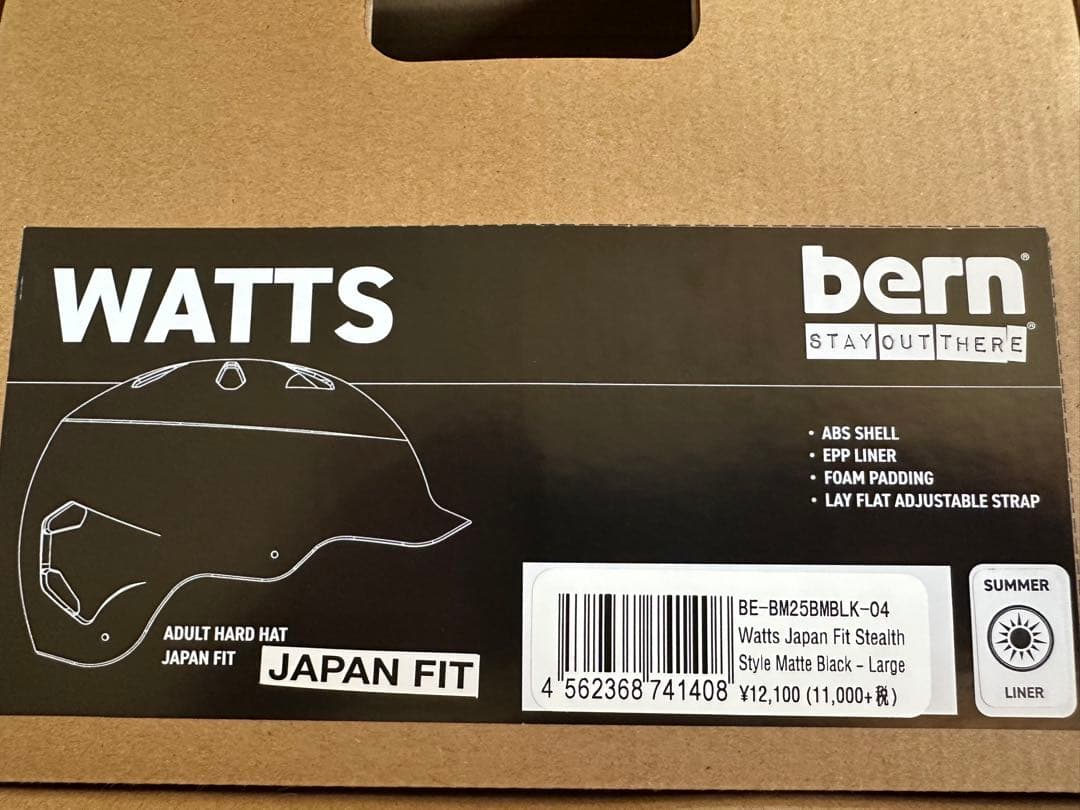 WATTS
bern®
STAY OUT THERE®
• ABS SHELL
• EPP LINER
• FOAM PADDING
• LAY FLAT ADJUSTABLE STRAP
ADULT HARD HAT
JAPAN FIT
JAPAN FIT
BE-BM25BMBLK-04
Watts Japan Fit Stealth
Style Matte Black - Large
¥12,100 (11,000+税)
4 562368 741408
SUMMER
LINER